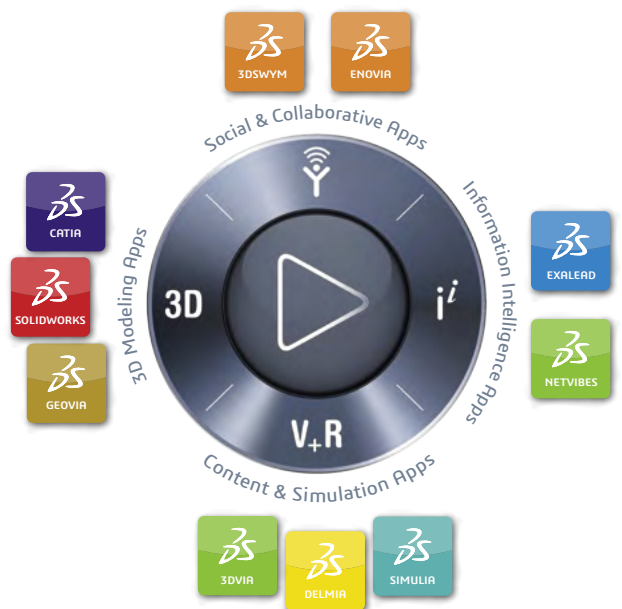 3DSWYM
ENOVIA
Social & Collaborative Apps
CATIA
SOLIDWORKS
GEOVIA
3D Modeling Apps
3D
i i
V+R
Information Intelligence Apps
EXALEAD
NETVIBES
Content & Simulation Apps
3DVIA
DELMIA
SIMULIA